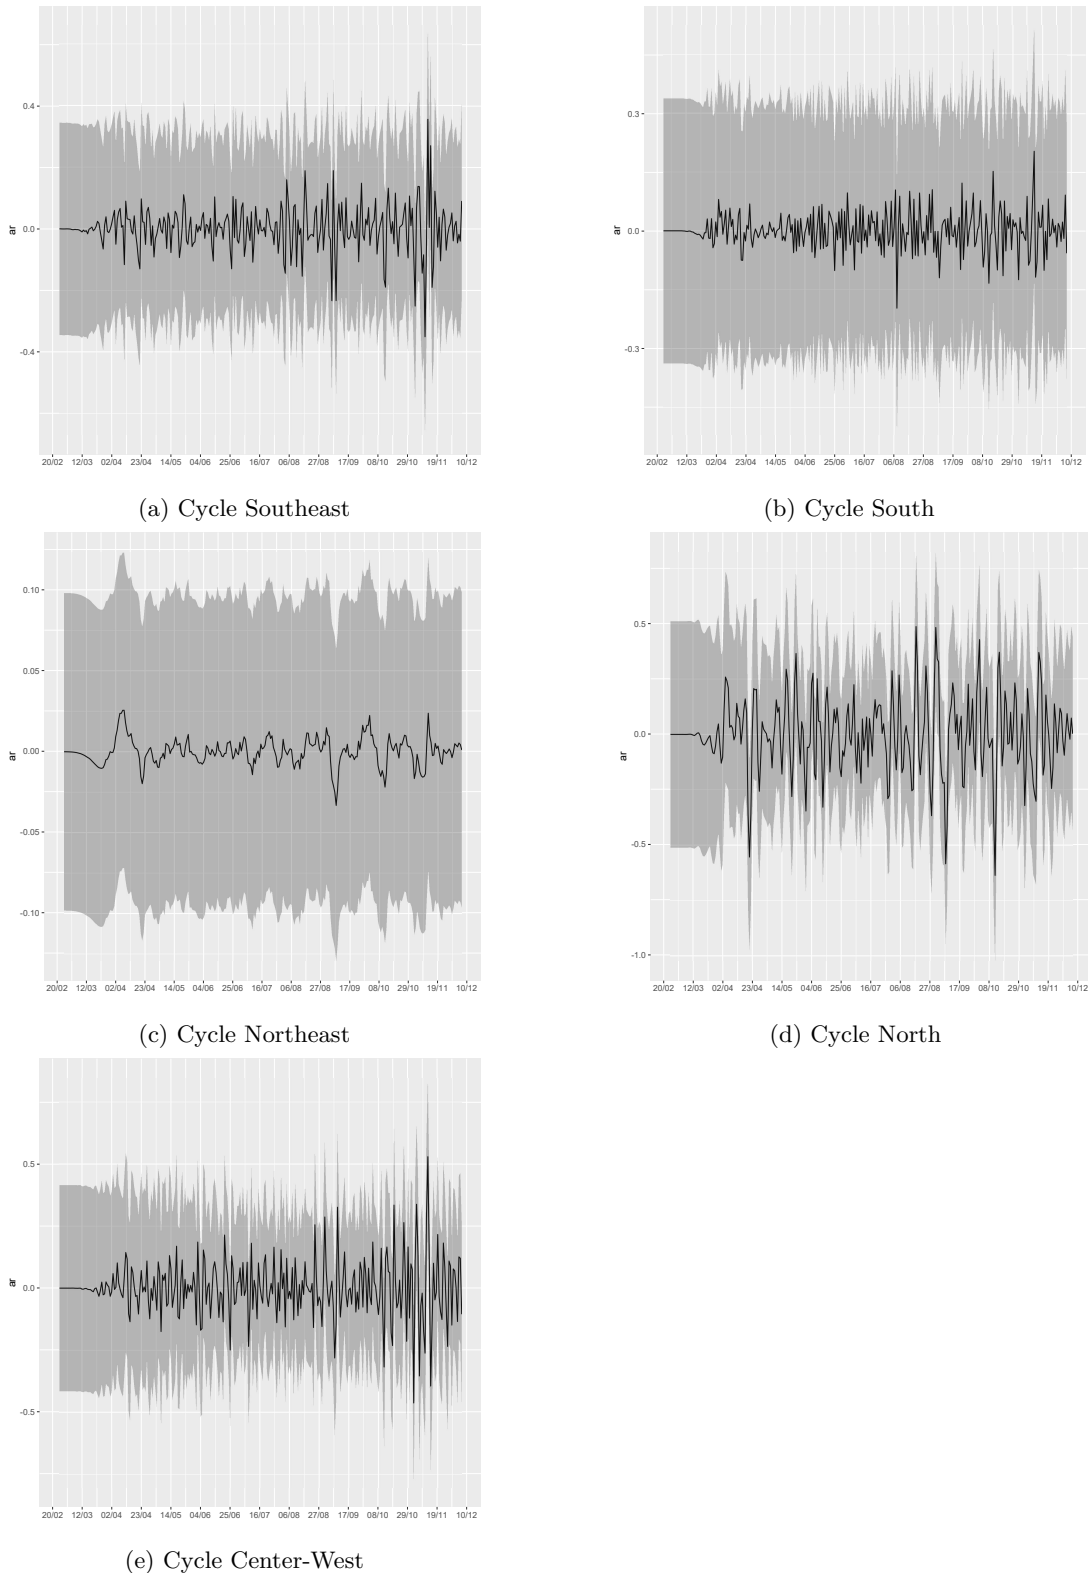 0.4
0.0
-0.4
ar
20/02 12/03 02/04 23/04 14/05 04/06 25/06 16/07 06/08 27/08 17/09 08/10 29/10 19/11 10/12
(a) Cycle Southeast
0.3
0.0
-0.3
ar
20/02 12/03 02/04 23/04 14/05 04/06 25/06 16/07 06/08 27/08 17/09 08/10 29/10 19/11 10/12
(b) Cycle South
0.10
0.05
0.00
-0.05
-0.10
ar
20/02 12/03 02/04 23/04 14/05 04/06 25/06 16/07 06/08 27/08 17/09 08/10 29/10 19/11 10/12
(c) Cycle Northeast
0.5
0.0
-0.5
-1.0
ar
20/02 12/03 02/04 23/04 14/05 04/06 25/06 16/07 06/08 27/08 17/09 08/10 29/10 19/11 10/12
(d) Cycle North
0.5
0.0
-0.5
ar
20/02 12/03 02/04 23/04 14/05 04/06 25/06 16/07 06/08 27/08 17/09 08/10 29/10 19/11 10/12
(e) Cycle Center-West